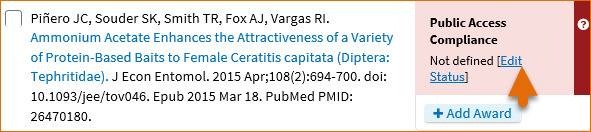 Piñero JC, Souder SK, Smith TR, Fox AJ, Vargas RI.
Ammonium Acetate Enhances the Attractiveness of a Variety
of Protein-Based Baits to Female Ceratitis capitata (Diptera:
Tephritidae). J Econ Entomol. 2015 Apr;108(2):694-700. doi:
10.1093/jee/tov046. Epub 2015 Mar 18. PubMed PMID:
26470180.
Public Access
Compliance
Not defined [Edit
Status]
?
+ Add Award